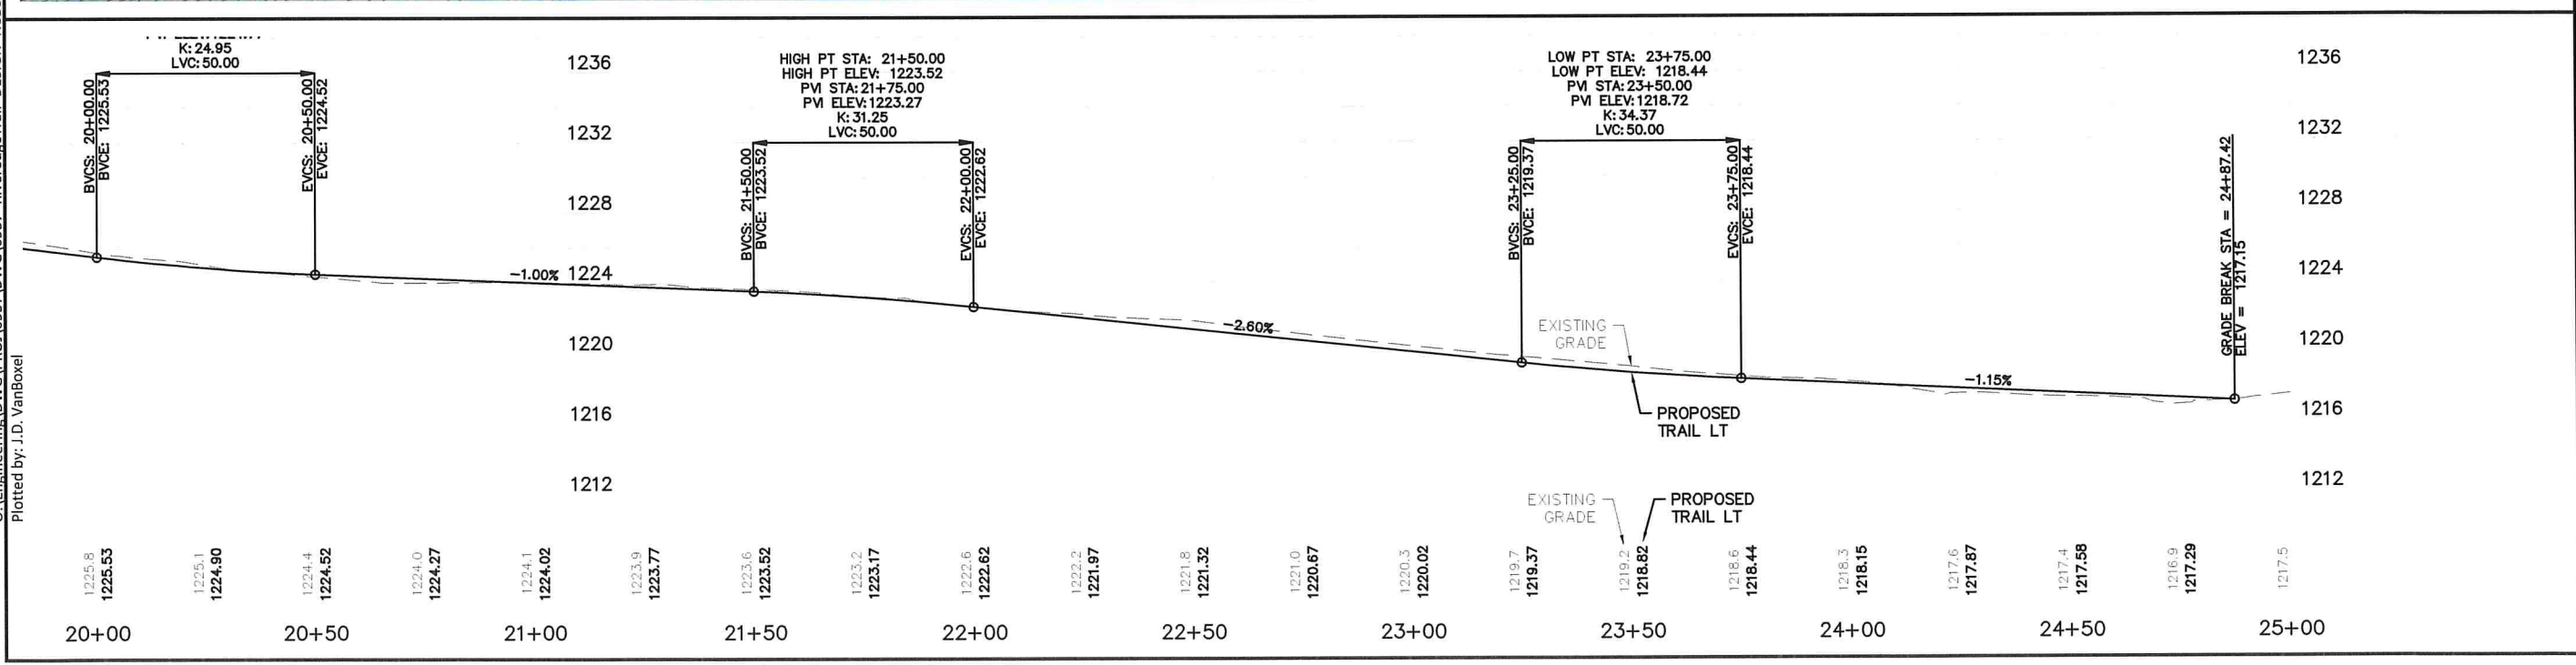 K: 24.95
LVC: 50.00
BVCS: 20+00.00
BVCE: 1225.53
EVCS: 20+50.00
EVCE: 1224.52
HIGH PT STA: 21+50.00
HIGH PT ELEV: 1223.52
PVI STA: 21+75.00
PVI ELEV: 1223.27
K: 31.25
LVC: 50.00
BVCS: 21+50.00
BVCE: 1223.52
EVCS: 22+00.00
EVCE: 1222.62
LOW PT STA: 23+75.00
LOW PT ELEV: 1218.44
PVI STA: 23+50.00
PVI ELEV: 1218.72
K: 34.37
LVC: 50.00
BVCS: 23+25.00
BVCE: 1219.37
EVCS: 23+75.00
EVCE: 1218.44
GRADE BREAK STA = 24+87.42
ELEV = 1217.15
1236
1232
1228
1224
1220
1216
1212
1236
1232
1228
1224
1220
1216
1212
-1.00%
-2.60%
-1.15%
EXISTING
GRADE
PROPOSED
TRAIL LT
EXISTING
GRADE
PROPOSED
TRAIL LT
Plotted by: J.D. VanBoxel
1225.8
1225.53
1225.1
1224.90
1224.4
1224.52
1224.0
1224.27
1224.1
1224.02
1223.9
1223.77
1223.6
1223.52
1223.2
1223.17
1222.6
1222.62
1222.2
1221.97
1221.8
1221.32
1221.0
1220.67
1220.3
1220.02
1219.7
1219.37
1219.2
1218.82
1218.6
1218.44
1218.3
1218.15
1217.6
1217.87
1217.4
1217.58
1216.9
1217.29
1217.5
20+00
20+50
21+00
21+50
22+00
22+50
23+00
23+50
24+00
24+50
25+00